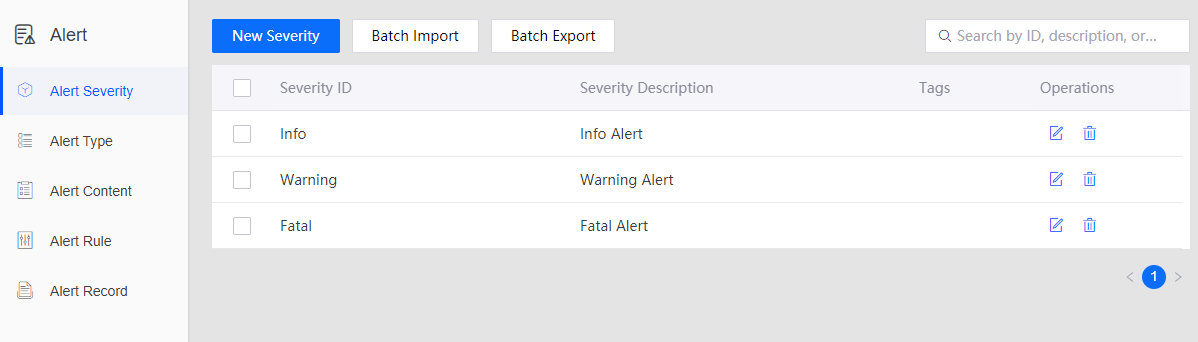 Alert
Alert Severity
Alert Type
Alert Content
Alert Rule
Alert Record
New Severity Batch Import Batch Export Search by ID, description, or...
Severity ID Severity Description Tags Operations
Info Info Alert
Warning Warning Alert
Fatal Fatal Alert
< 1 >